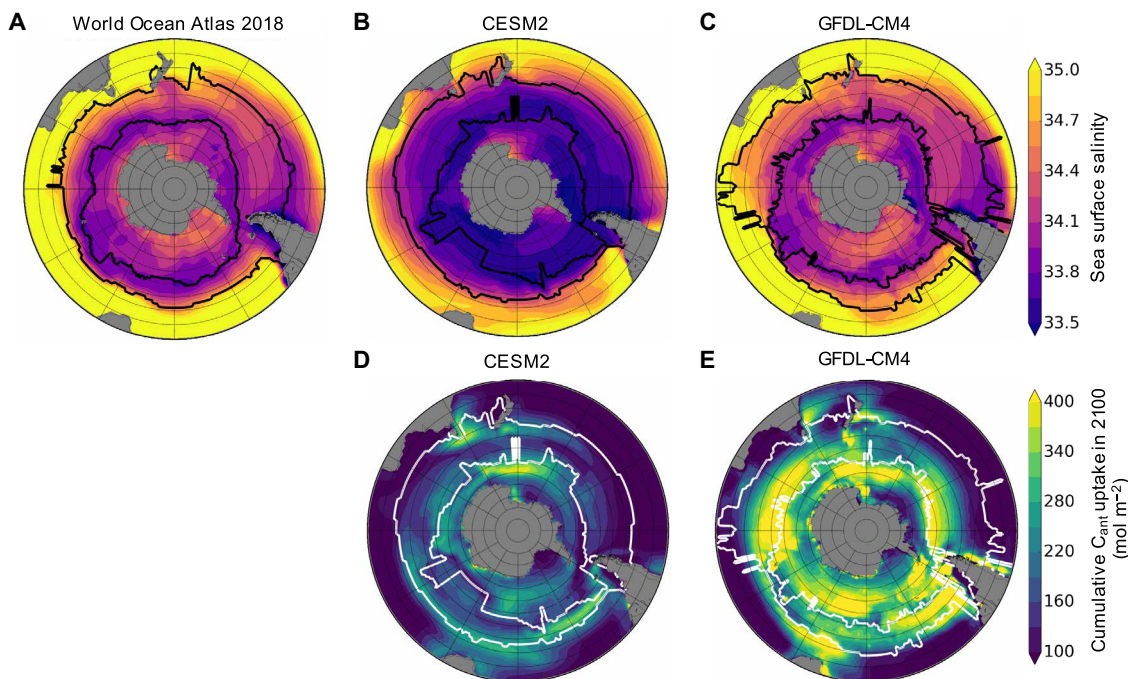 A World Ocean Atlas 2018
B CESM2
C GFDL-CM4
35.0
34.7
34.4
34.1
33.8
33.5
Sea surface salinity
D CESM2
E GFDL-CM4
400
340
280
220
160
100
Cumulative Cant uptake in 2100
(mol m−2)